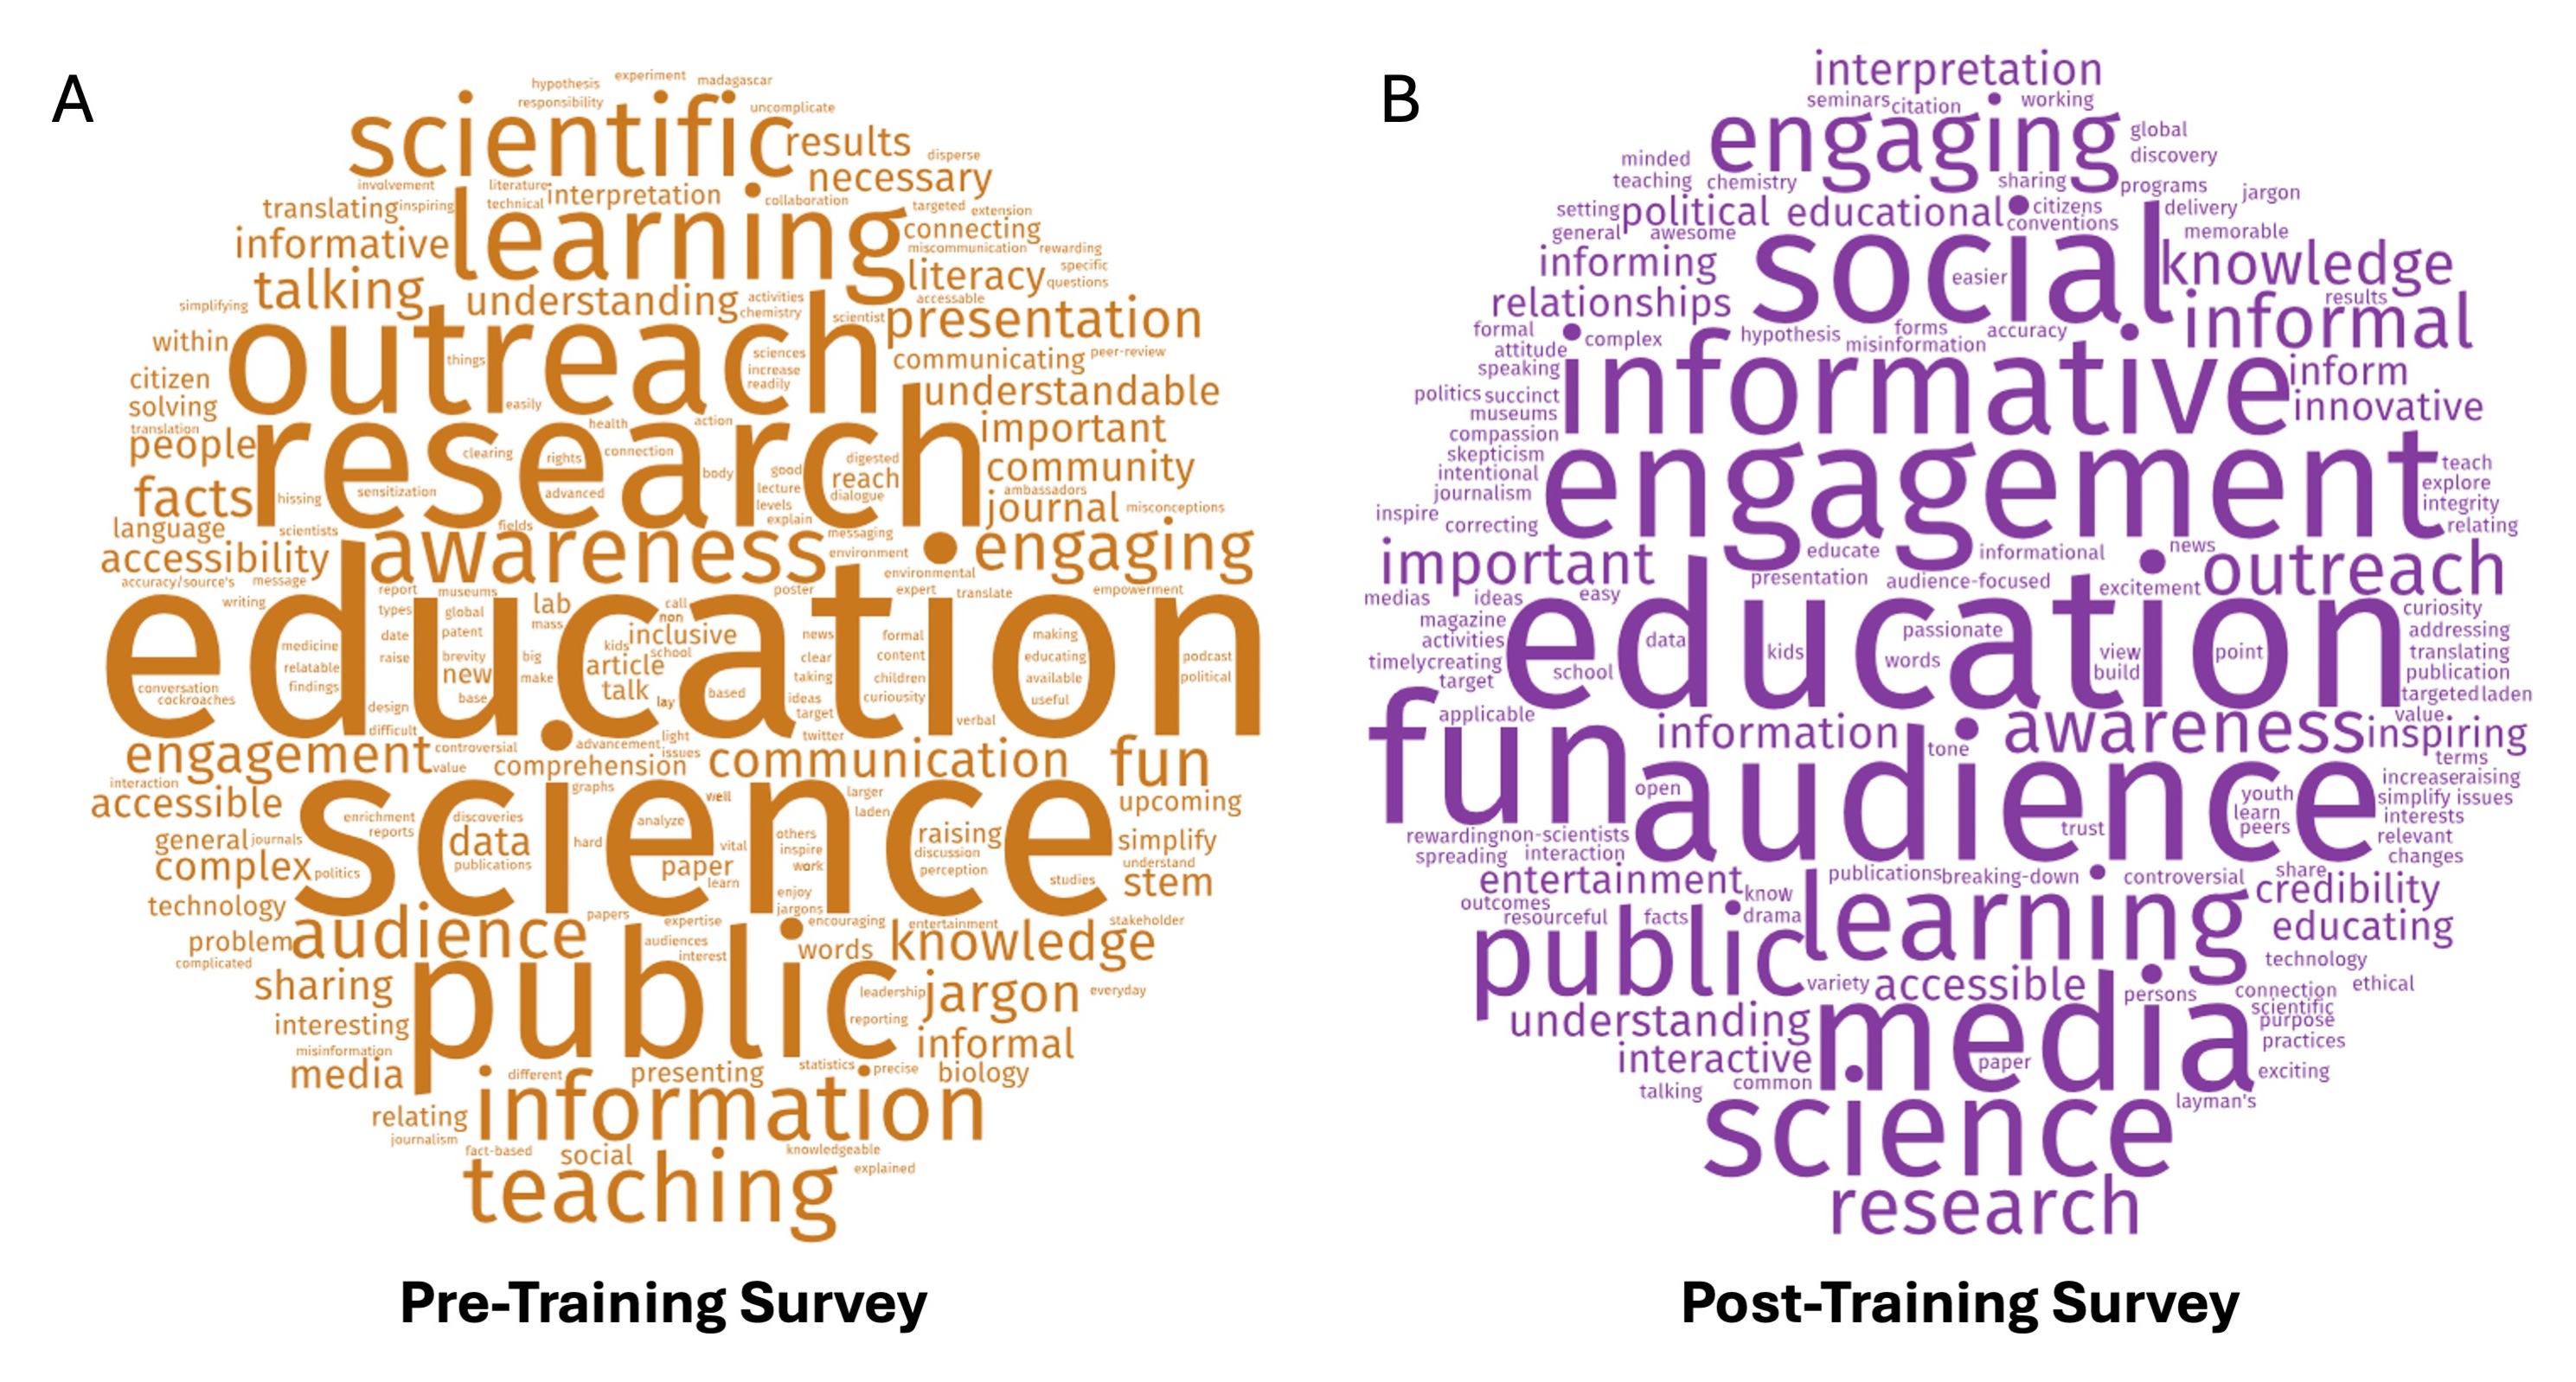 A
hypothesis experiment madagascar
responsibility uncomplicate
scientific results
disperse
necessary
involvement literature interpretation
translating inspiring technical collaboration targeted extension
learning connecting
informative miscommunication rewarding
literacy specific
questions
talking understanding activities accessable
simplifying chemistry scientist presentation
within outreach
things sciences communicating peer-review
citizen increase
readily understandable
solving easily
translation health action important
people research
clearing rights connection digested community
body good reach
facts hissing sensitization advanced lecture dialogue ambassadors
levels journal misconceptions
language scientists fields explain
messaging
accessibility awareness environment engaging
accuracy/source's message environmental
writing report museums poster expert translate empowerment
education
types global lab call
mass non
date patent inclusive news formal making
medicine kids school
raise brevity big article clear content educating podcast
relatable
findings new make talk taking children available political
conversation base lay based ideas curiousity useful
cockroaches
design target verbal
difficult advancement light twitter
engagement controversial issues
value comprehension communication fun
interaction graphs well larger upcoming
accessible science laden
enrichment discoveries analyze
general journals reports data hard vital others raising simplify
inspire discussion
complex politics publications paper work perception understand
learn studies stem
enjoy
technology papers expertise jargons encouraging entertainment stakeholder
problem audience audiences words knowledge
complicated interest
sharing public leadership jargon everyday
interesting reporting
misinformation informal
media different presenting statistics precise biology
relating information
journalism
fact-based social knowledgeable
teaching explained
Pre-Training Survey
B
interpretation
seminars citation working
engaging global
minded discovery
teaching chemistry sharing programs jargon
setting political educational citizens delivery
general awesome conventions memorable
informing social knowledge
easier
relationships results
formal complex hypothesis forms accuracy informal
attitude misinformation
speaking informative inform
politics succinct innovative
museums
compassion
skepticism engagement teach
intentional explore
journalism integrity
inspire correcting relating
important educate informational news outreach
presentation audience-focused excitement
medias ideas easy
magazine education curiosity
activities data kids passionate addressing
timely creating school words view point translating
target build publication
targeted laden
fun applicable value
information tone awareness inspiring
terms
audience increase raising
open youth simplify issues
learn interests
rewarding non-scientists trust peers relevant
spreading interaction changes
entertainment know publications breaking-down controversial share
outcomes credibility
resourceful facts drama
public learning educating
technology
variety accessible persons connection ethical
understanding media scientific
purpose
interactive paper practices
talking common exciting
science layman's
research
Post-Training Survey